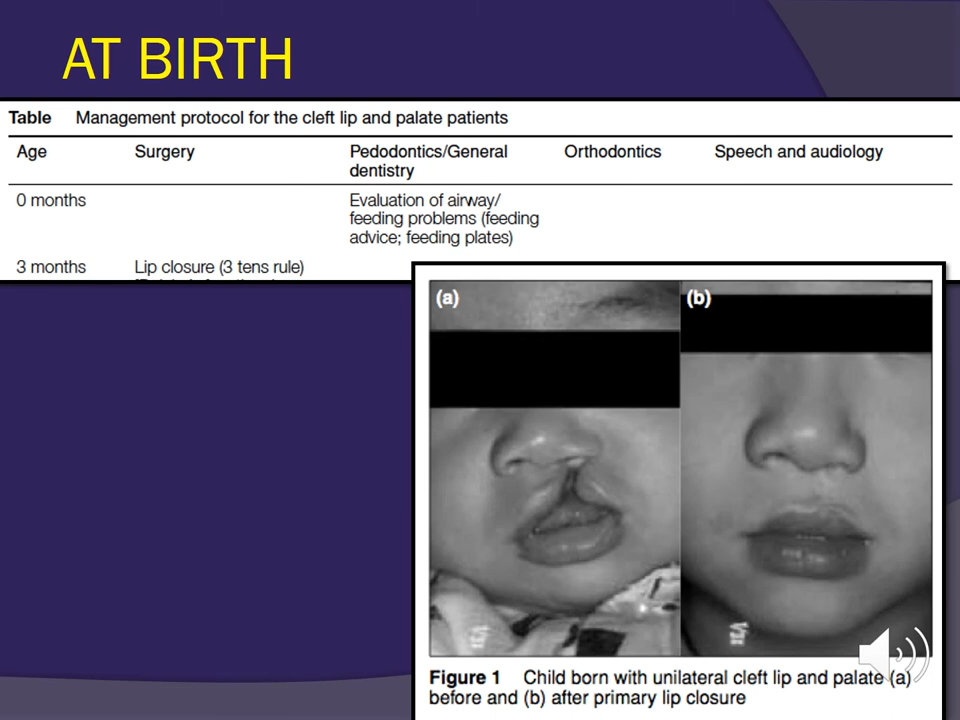 AT BIRTH
Table Management protocol for the cleft lip and palate patients
Age Surgery Pedodontics/General dentistry Orthodontics Speech and audiology
0 months Evaluation of airway/
feeding problems (feeding
advice; feeding plates)
3 months Lip closure (3 tens rule)
(a) (b)
Figure 1 Child born with unilateral cleft lip and palate (a)
before and (b) after primary lip closure